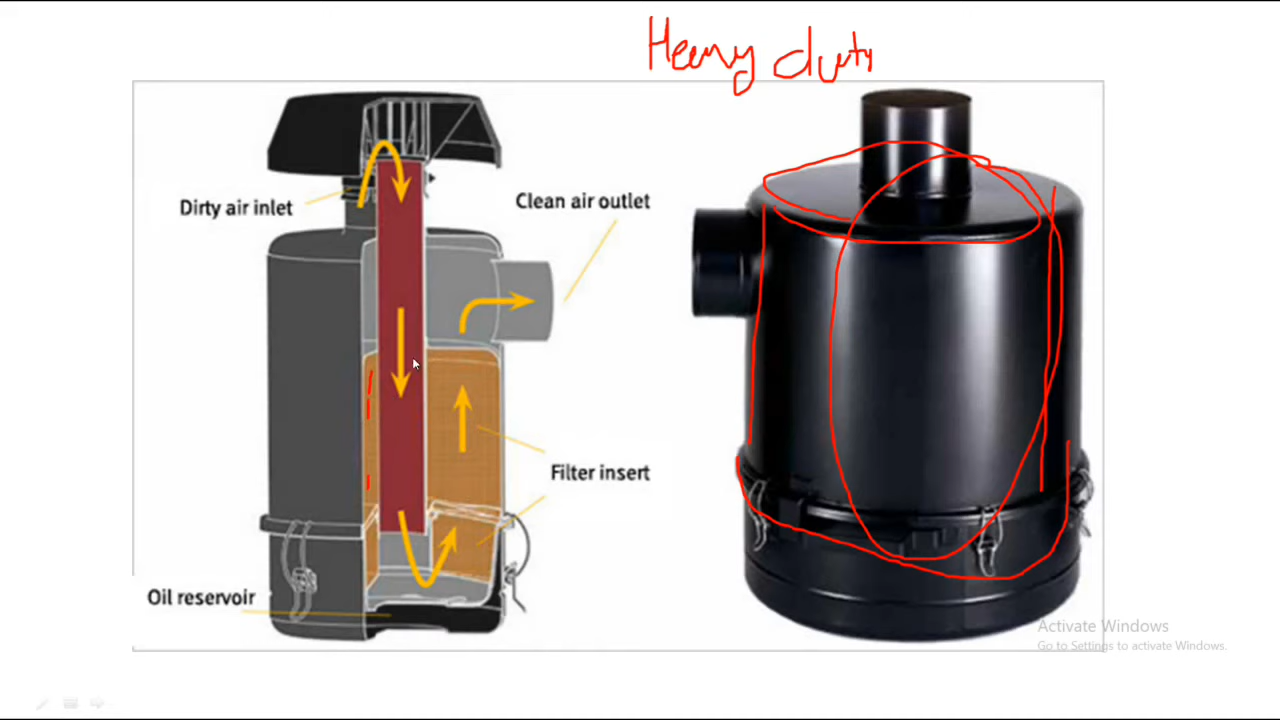 Heavy duty
Dirty air inlet
Clean air outlet
Filter insert
Oil reservoir
Activate Windows
Go to Settings to activate Windows.